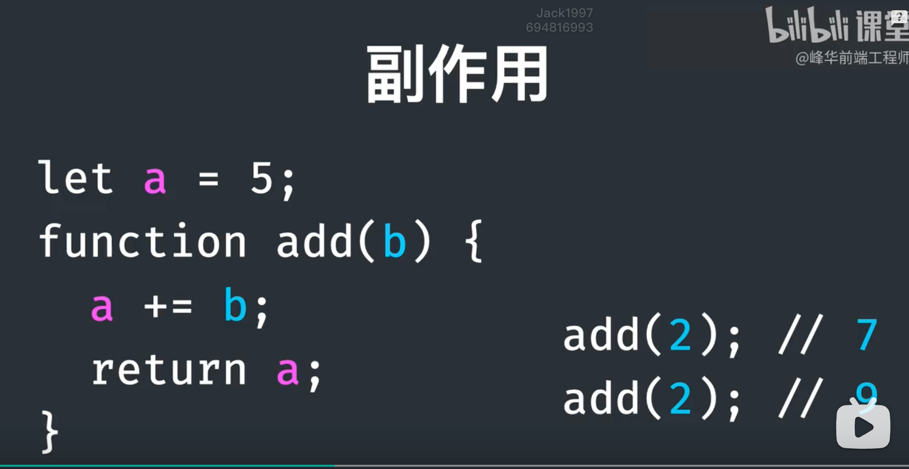 Jack1997
694816993
bilibili 课堂
@峰华前端工程师
副作用
let a = 5;
function add(b) {
a += b;
return a;
}
add(2); // 7
add(2); // 9